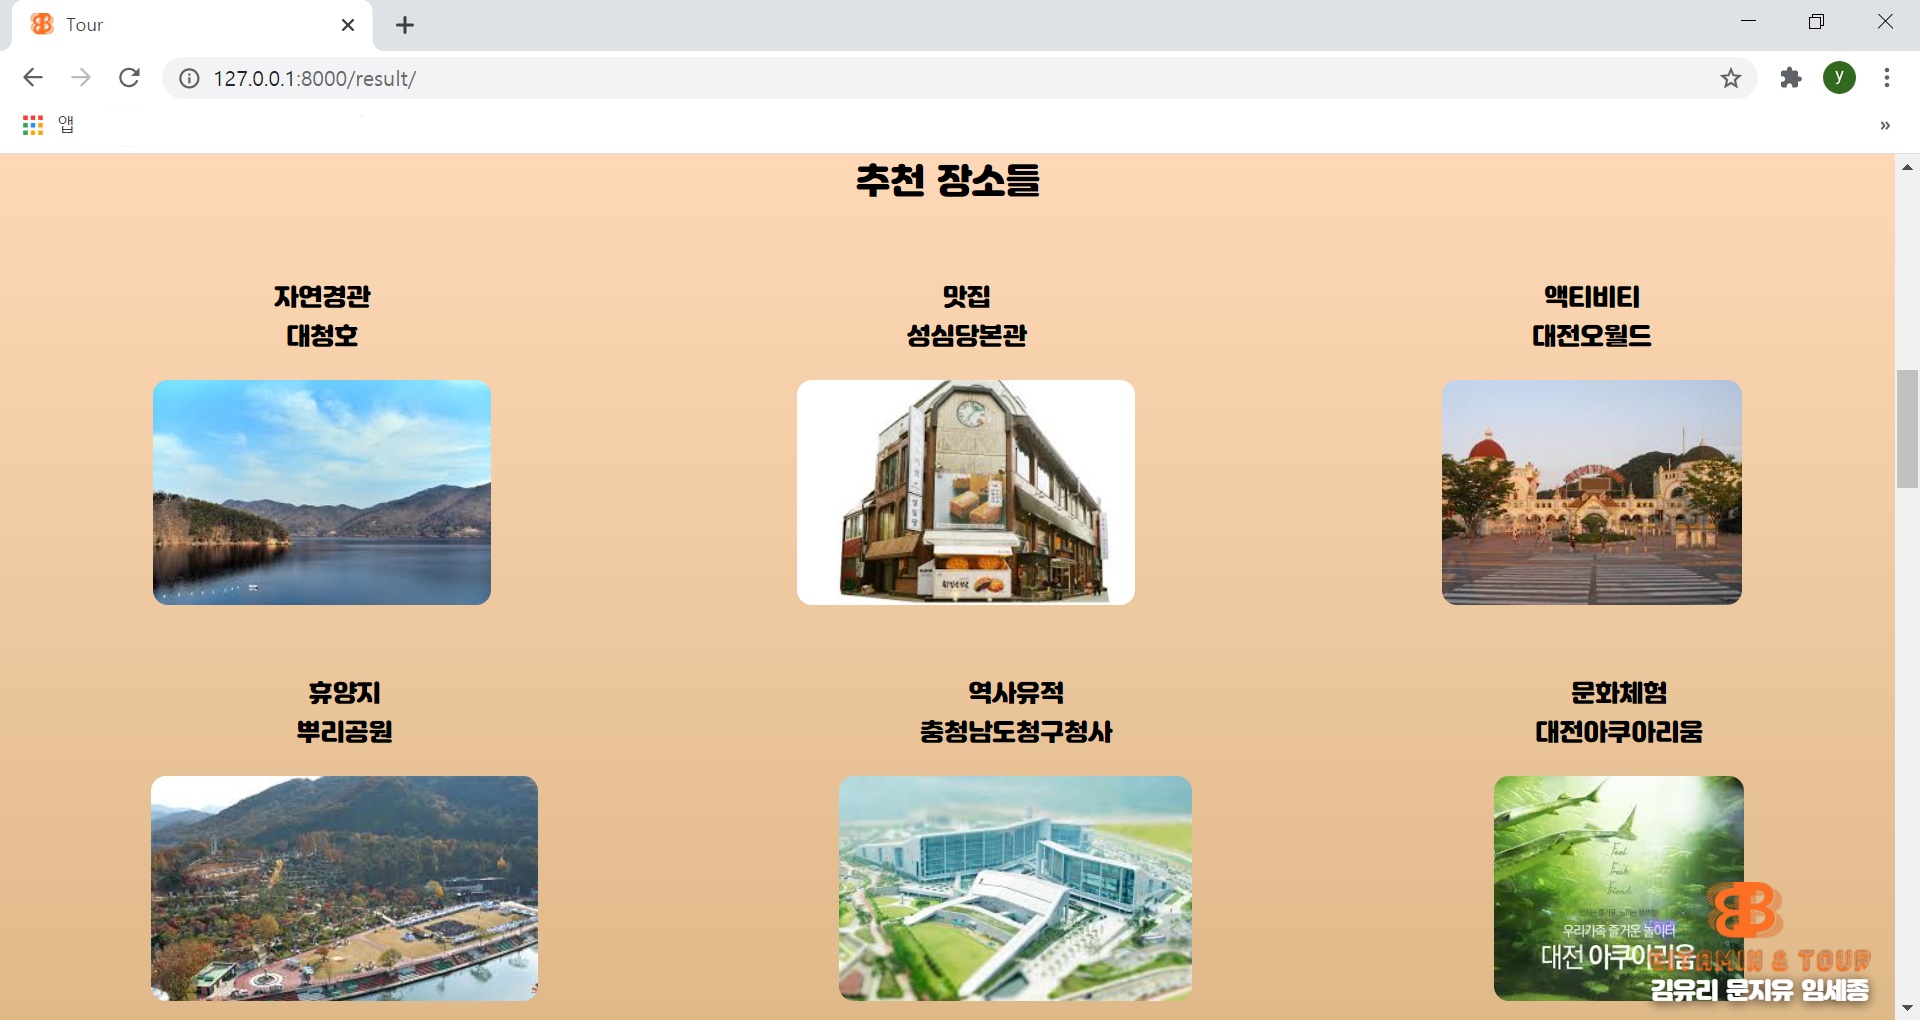 Tour
127.0.0.1:8000/result/
y
앱
»
추천 장소들
자연경관
대청호
맛집
성심당본관
액티비티
대전오월드
휴양지
뿌리공원
역사유적
충청남도청구청사
문화체험
대전아쿠아리움
Feel
Fresh
Friends
우리가족 즐거운 놀이터
대전 아쿠아리움
BITAMIN & TOUR
김유리 문지유 임세종